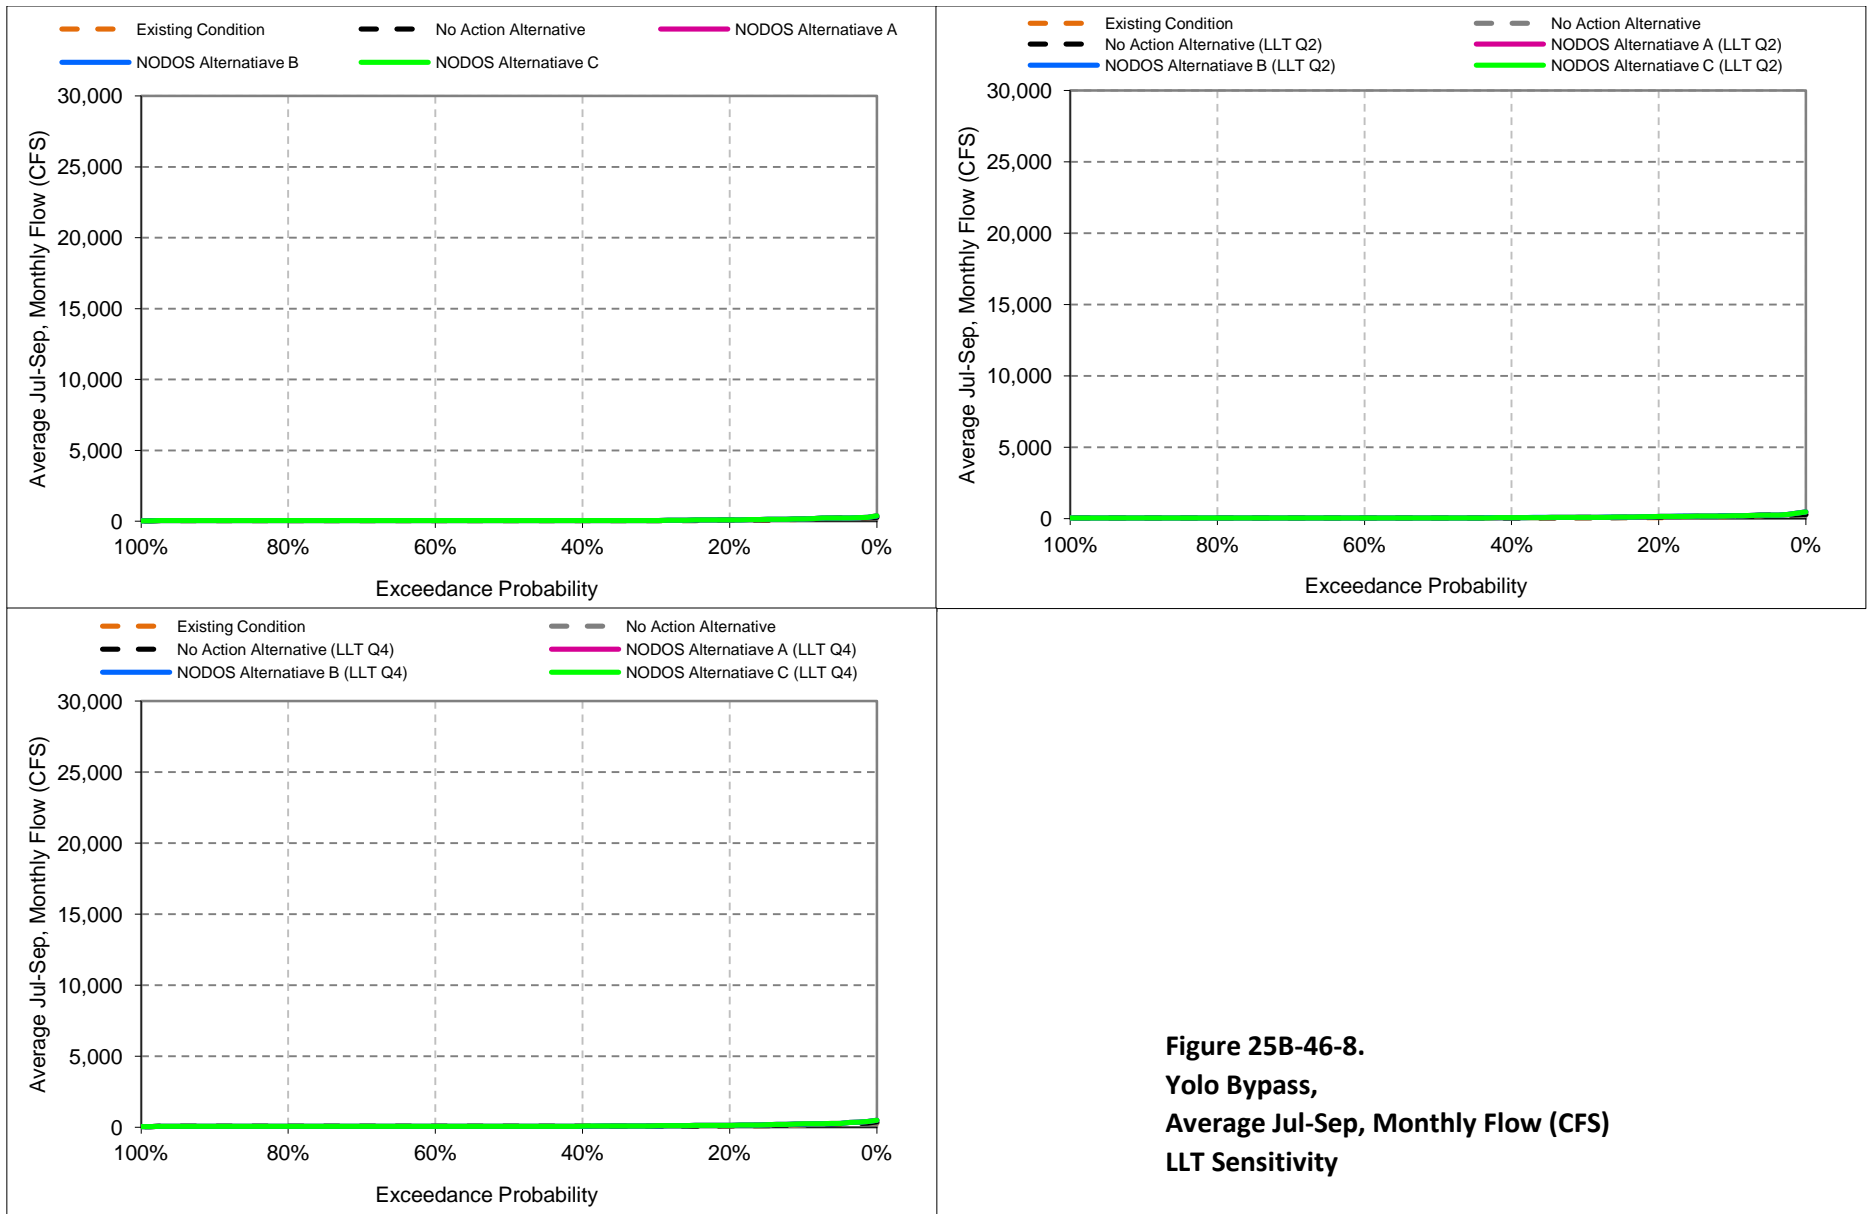 Existing Condition No Action Alternative NODOS Alternatiave A
NODOS Alternatiave B NODOS Alternatiave C
30,000
25,000
20,000
15,000
10,000
5,000
0
100% 80% 60% 40% 20% 0%
Average Jul-Sep, Monthly Flow (CFS)
Exceedance Probability
Existing Condition No Action Alternative
No Action Alternative (LLT Q2) NODOS Alternatiave A (LLT Q2)
NODOS Alternatiave B (LLT Q2) NODOS Alternatiave C (LLT Q2)
30,000
25,000
20,000
15,000
10,000
5,000
0
100% 80% 60% 40% 20% 0%
Average Jul-Sep, Monthly Flow (CFS)
Exceedance Probability
Existing Condition No Action Alternative
No Action Alternative (LLT Q4) NODOS Alternatiave A (LLT Q4)
NODOS Alternatiave B (LLT Q4) NODOS Alternatiave C (LLT Q4)
30,000
25,000
20,000
15,000
10,000
5,000
0
100% 80% 60% 40% 20% 0%
Average Jul-Sep, Monthly Flow (CFS)
Exceedance Probability
Figure 25B-46-8.
Yolo Bypass,
Average Jul-Sep, Monthly Flow (CFS)
LLT Sensitivity